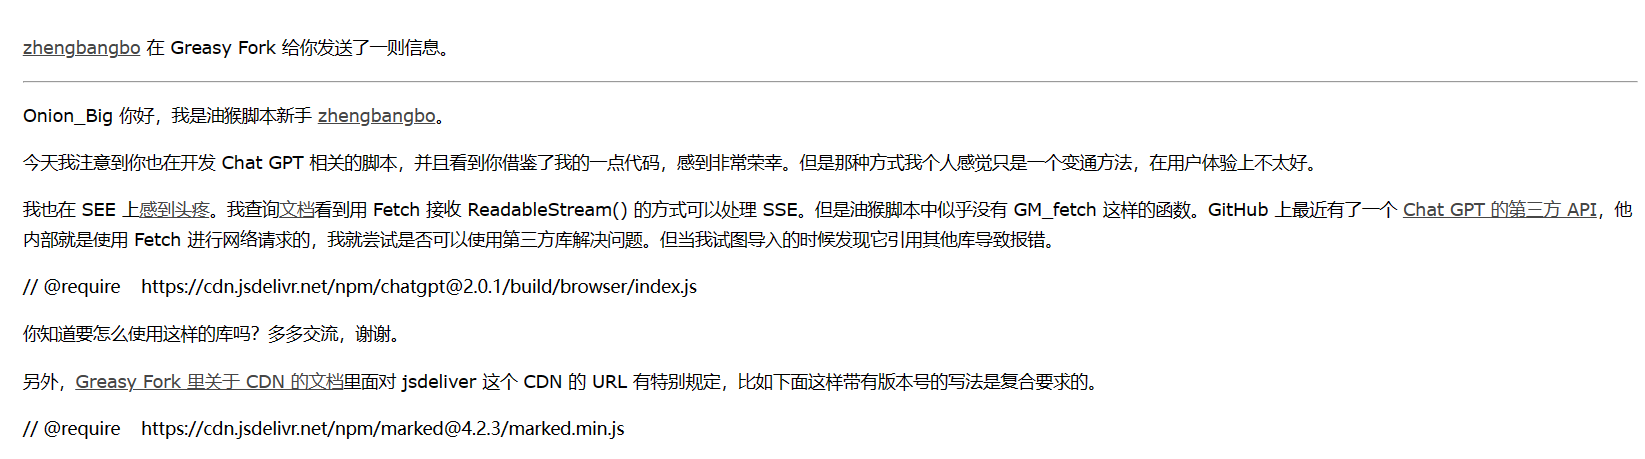 zhengbangbo 在 Greasy Fork 给你发送了一则信息。
Onion_Big 你好，我是油猴脚本新手 zhengbangbo。
今天我注意到你也在开发 Chat GPT 相关的脚本，并且看到你借鉴了我的一点代码，感到非常荣幸。但是那种方式我个人感觉只是一个变通方法，在用户体验上不太好。
我也在 SEE 上感到头疼。我查询文档看到用 Fetch 接收 ReadableStream() 的方式可以处理 SSE。但是油猴脚本中似乎没有 GM_fetch 这样的函数。GitHub 上最近有了一个 Chat GPT 的第三方 API，他
内部就是使用 Fetch 进行网络请求的，我就尝试是否可以使用第三方库解决问题。但当我试图导入的时候发现它引用其他库导致报错。
// @require    https://cdn.jsdelivr.net/npm/chatgpt@2.0.1/build/browser/index.js
你知道要怎么使用这样的库吗？多多交流，谢谢。
另外，Greasy Fork 里关于 CDN 的文档里面对 jsdeliver 这个 CDN 的 URL 有特别规定，比如下面这样带有版本号的写法是复合要求的。
// @require    https://cdn.jsdelivr.net/npm/marked@4.2.3/marked.min.js